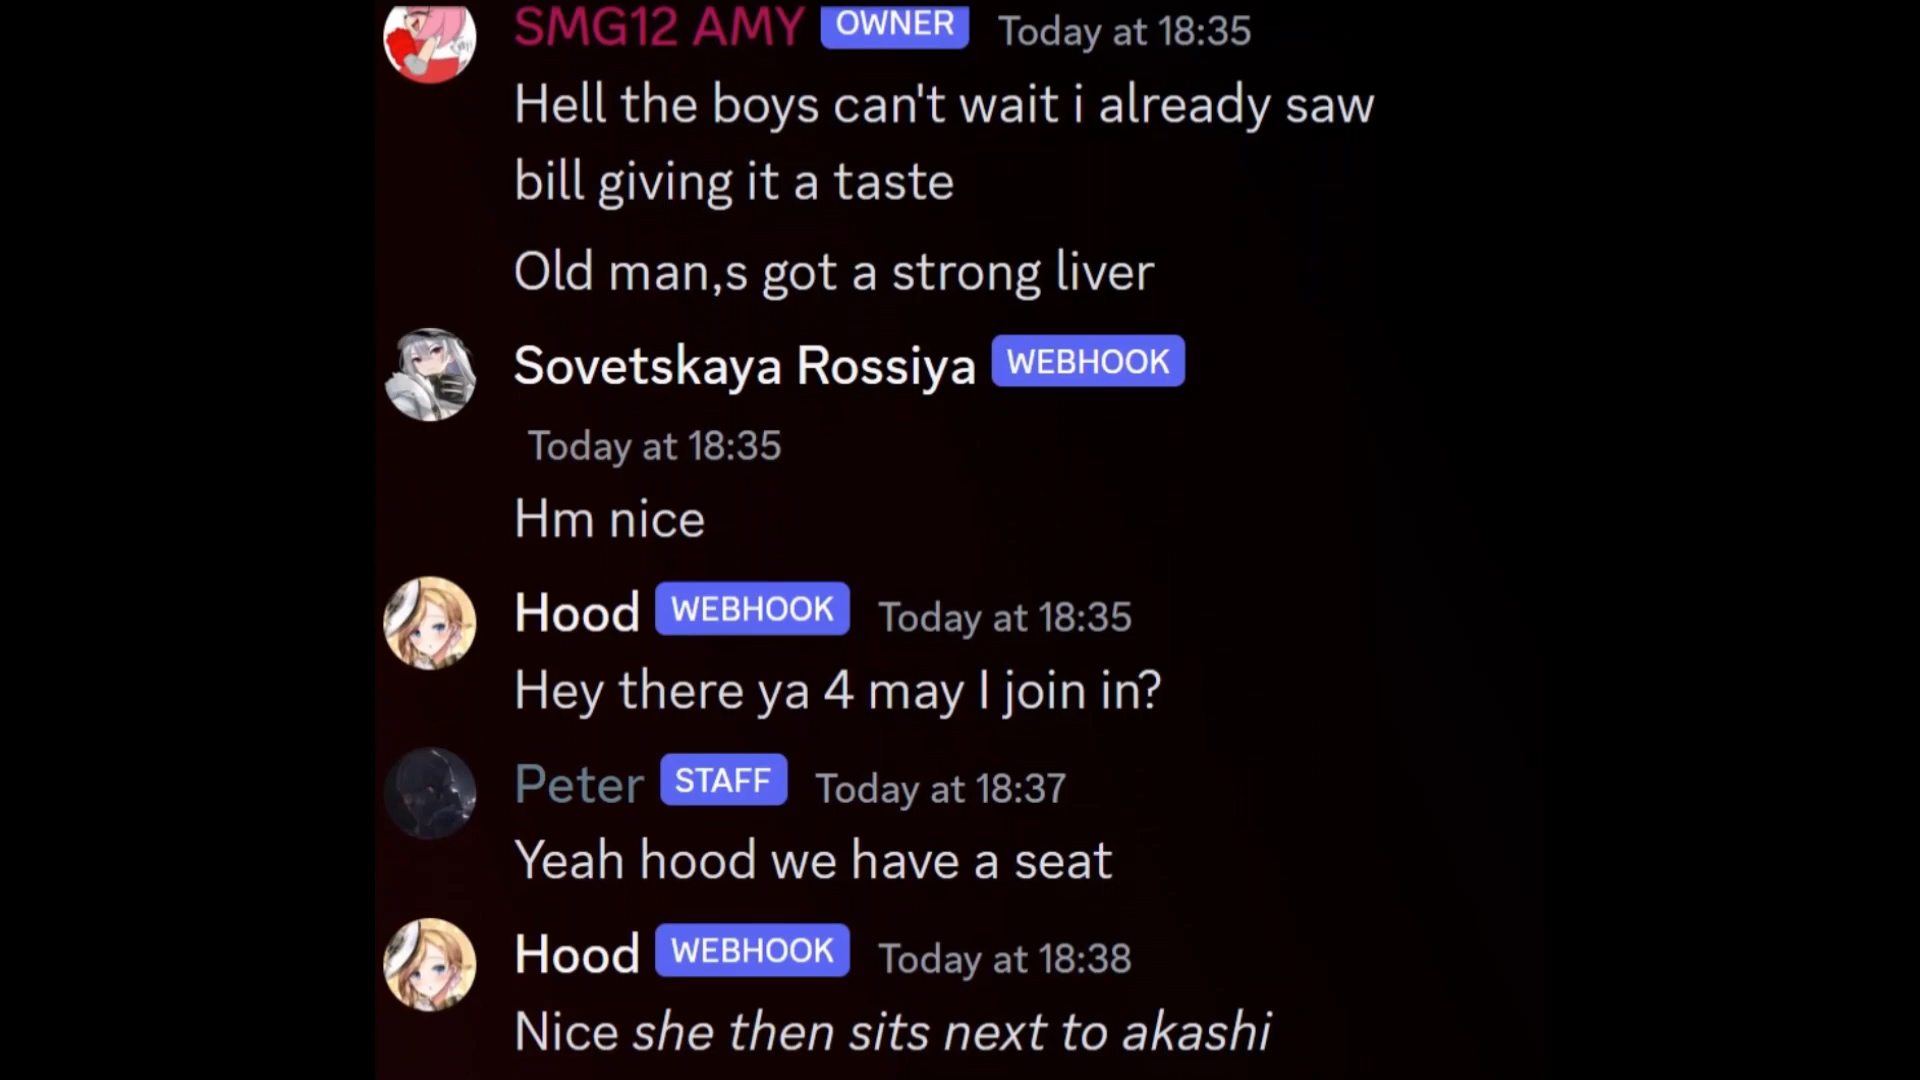 SMG12 AMY OWNER Today at 18:35
Hell the boys can't wait i already saw
bill giving it a taste
Old man,s got a strong liver
Sovetskaya Rossiya WEBHOOK
Today at 18:35
Hm nice
Hood WEBHOOK Today at 18:35
Hey there ya 4 may I join in?
Peter STAFF Today at 18:37
Yeah hood we have a seat
Hood WEBHOOK Today at 18:38
Nice she then sits next to akashi